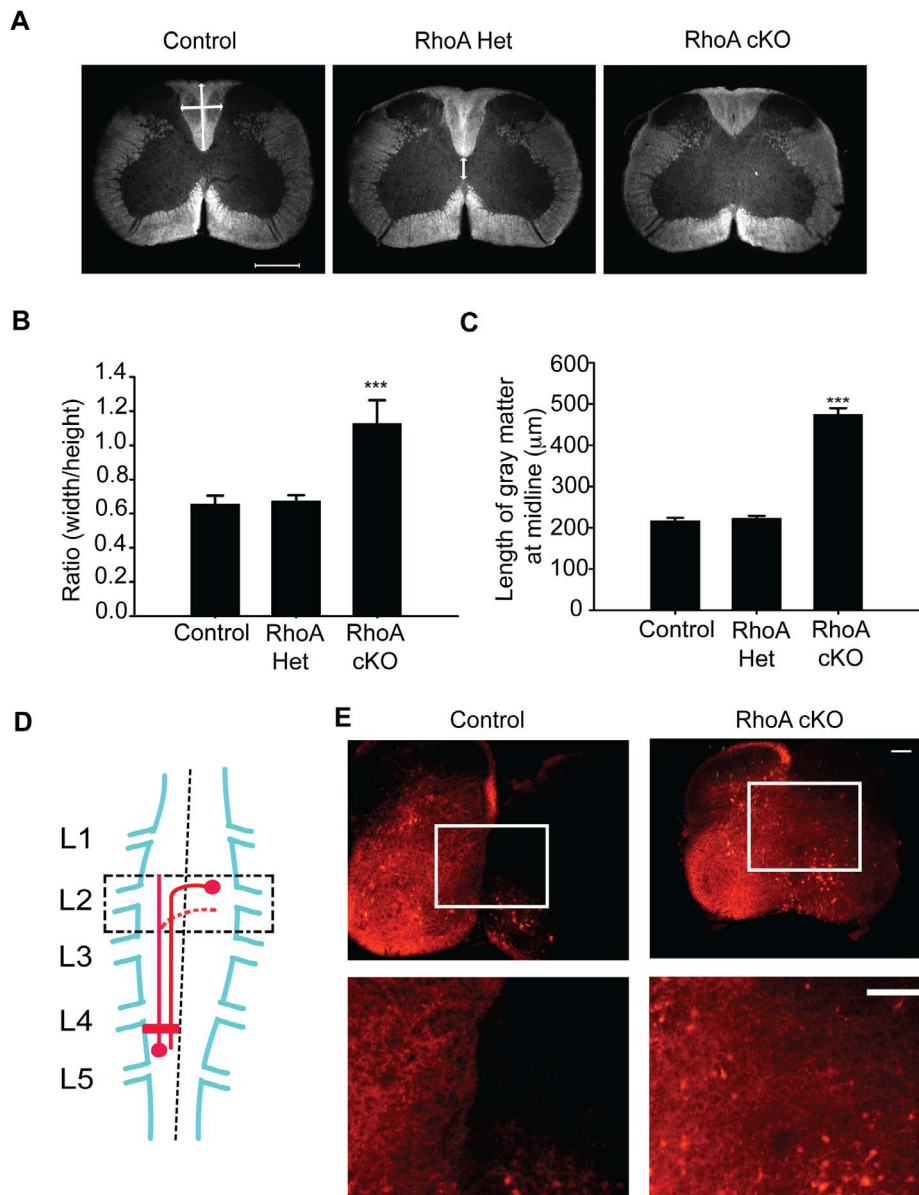 A
Control
RhoA Het
RhoA cKO
B
Ratio (width/height)
1.4
1.2
1.0
0.8
0.6
0.4
0.2
0.0
***
Control
RhoA
Het
RhoA
cKO
C
Length of gray matter
at midline (μm)
600
500
400
300
200
100
0
***
Control
RhoA
Het
RhoA
cKO
D
L1
L2
L3
L4
L5
E
Control
RhoA cKO